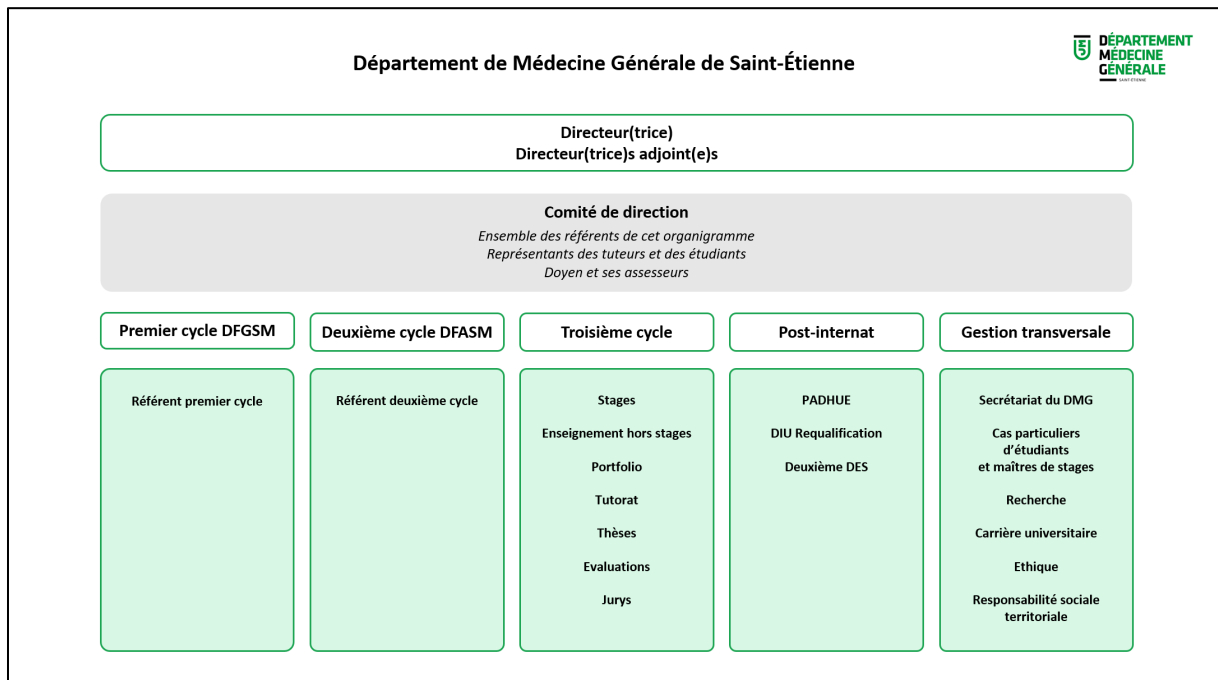 Département de Médecine Générale de Saint-Étienne
DÉPARTEMENT
MÉDECINE
GÉNÉRALE
SAINT-ÉTIENNE
Directeur(trice)
Directeur(trice)s adjoint(e)s
Comité de direction
Ensemble des référents de cet organigramme
Représentants des tuteurs et des étudiants
Doyen et ses assesseurs
Premier cycle DFGSM
Référent premier cycle
Deuxième cycle DFASM
Référent deuxième cycle
Troisième cycle
Stages
Enseignement hors stages
Portfolio
Tutorat
Thèses
Evaluations
Jurys
Post-internat
PADHUE
DIU Requalification
Deuxième DES
Gestion transversale
Secrétariat du DMG
Cas particuliers
d'étudiants
et maîtres de stages
Recherche
Carrière universitaire
Ethique
Responsabilité sociale
territoriale